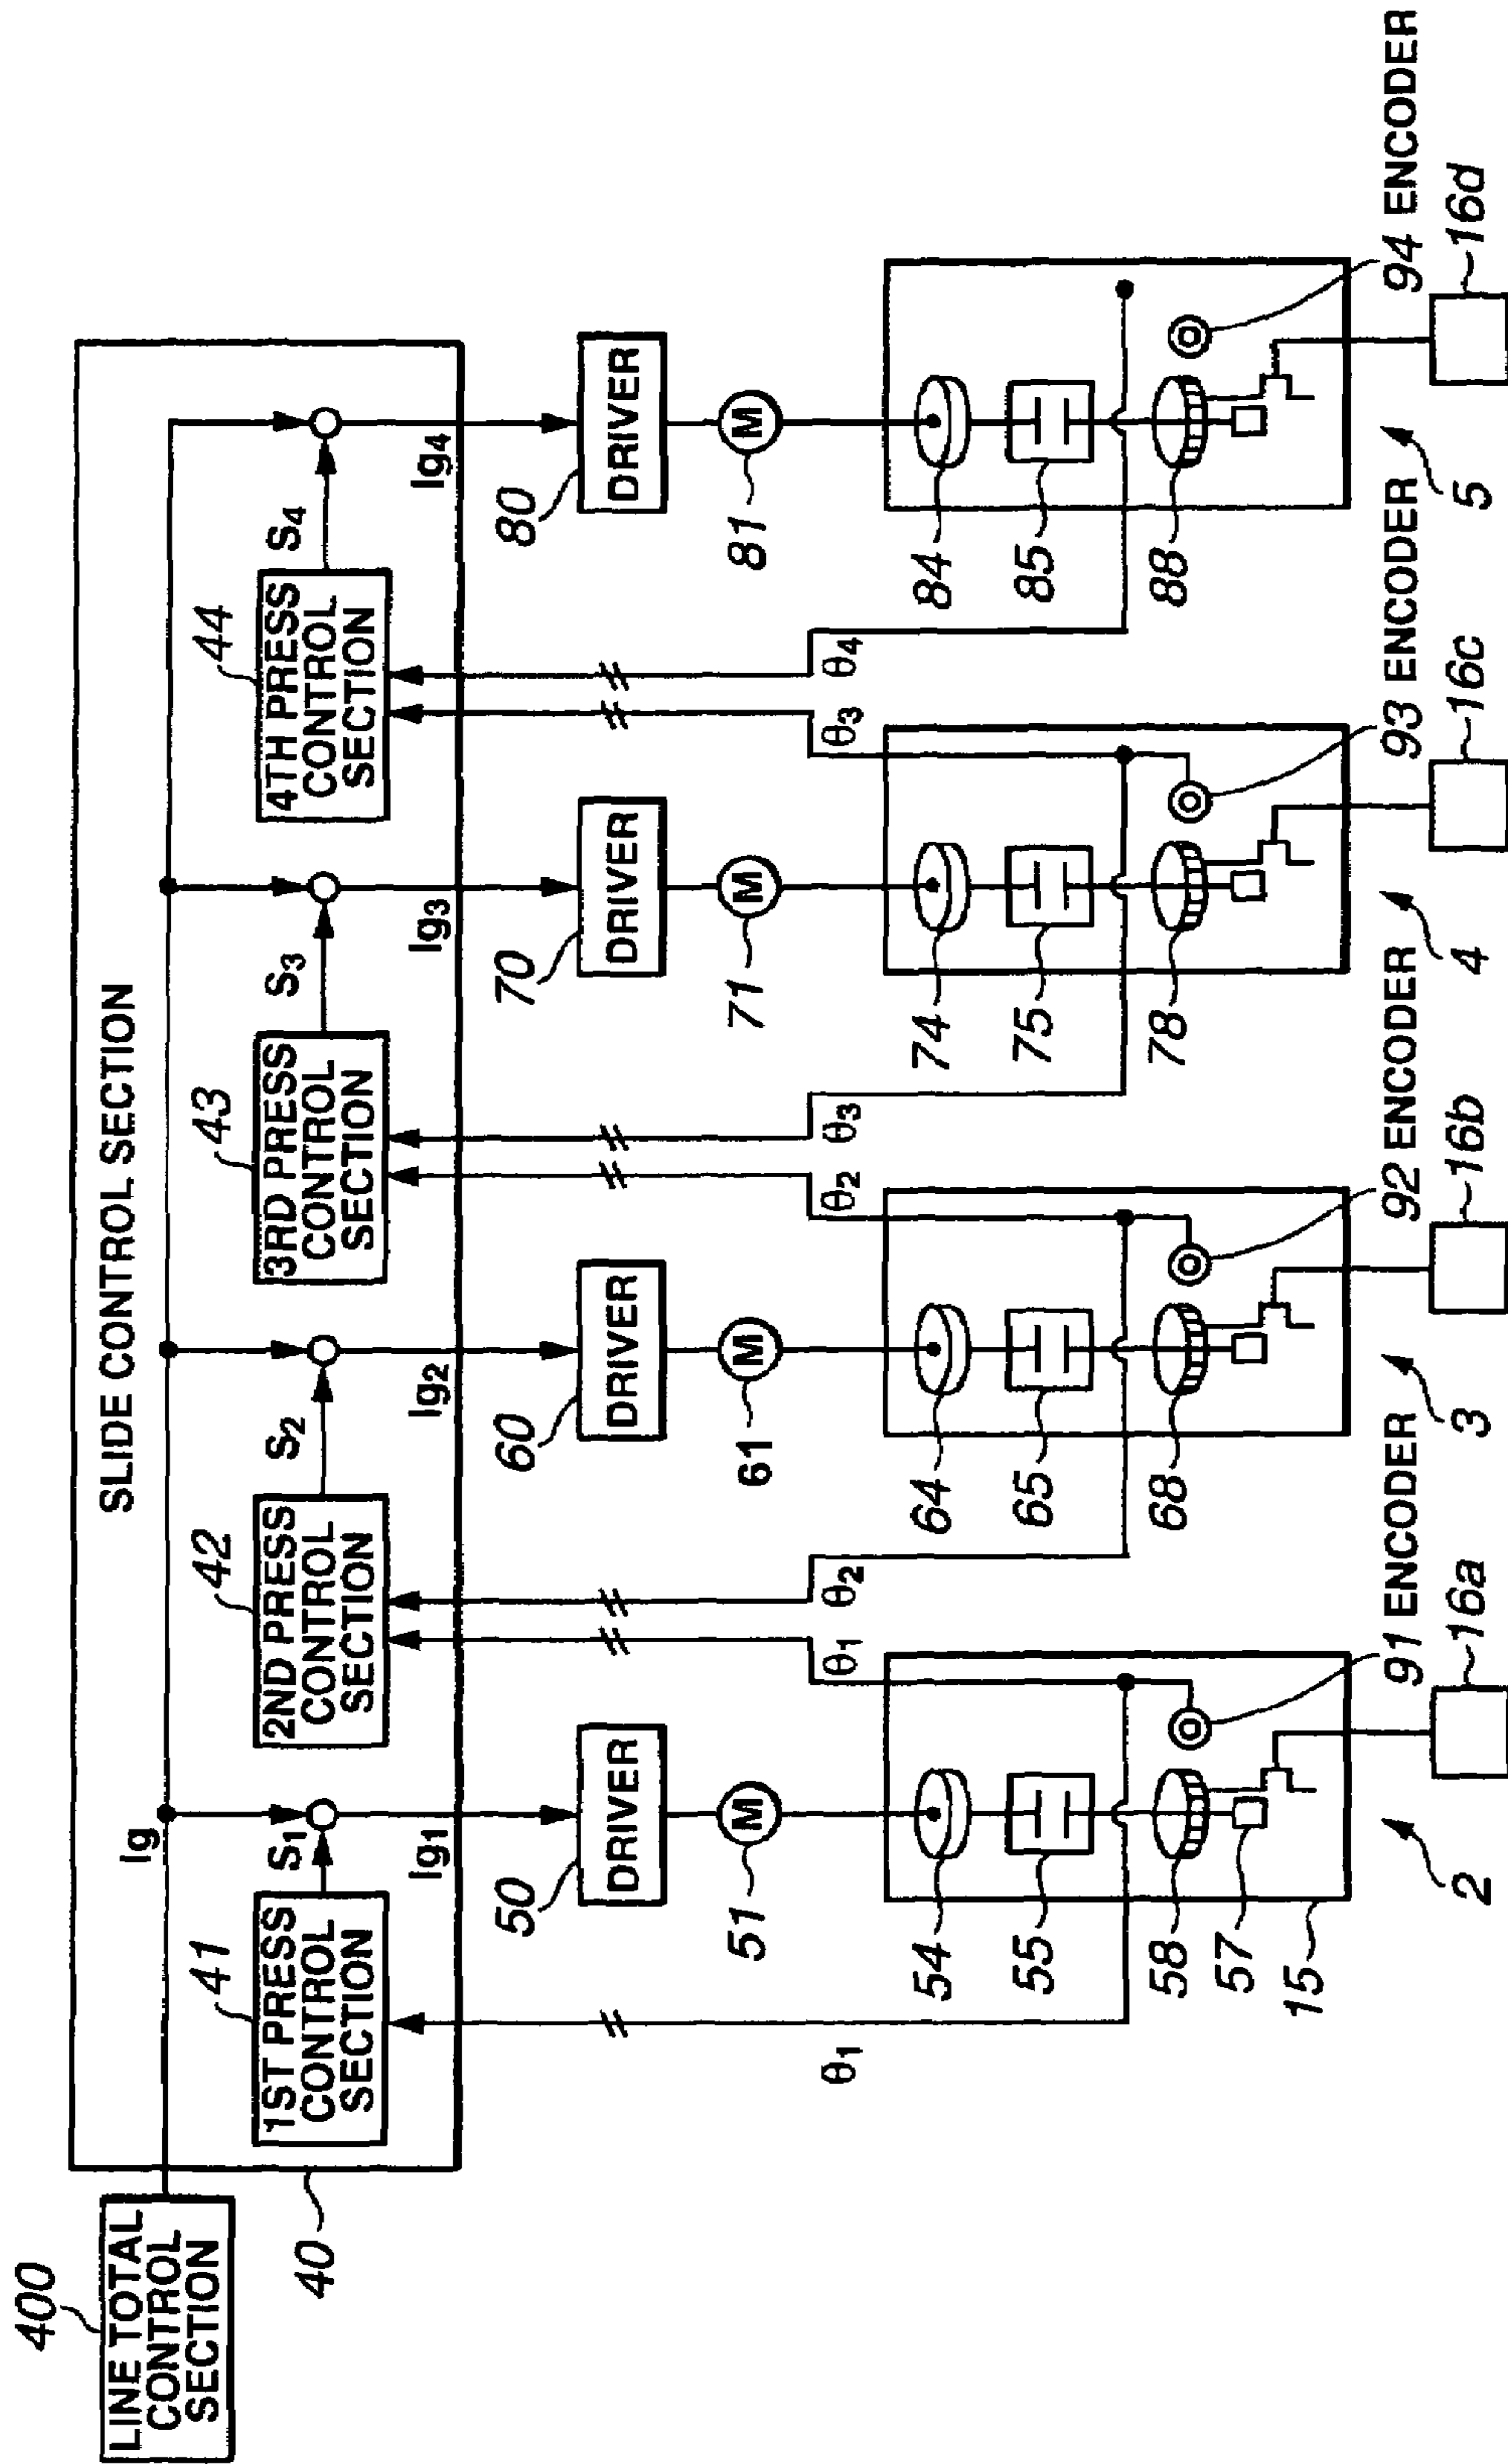 400
LINE TOTAL
CONTROL
SECTION
40
SLIDE CONTROL SECTION
Ig
41
1ST PRESS
CONTROL
SECTION
S1
Ig1
42
2ND PRESS
CONTROL
SECTION
S2
Ig2
43
3RD PRESS
CONTROL
SECTION
S3
Ig3
44
4TH PRESS
CONTROL
SECTION
S4
Ig4
50
DRIVER
60
DRIVER
70
DRIVER
80
DRIVER
51
M
61
M
71
M
81
M
θ1
θ1
θ2
θ2
θ3
θ3
θ4
54
55
58
57
15
64
65
68
74
75
78
84
85
88
2
91 ENCODER
3
92 ENCODER
4
93 ENCODER
5
94 ENCODER
16a
16b
16c
16d